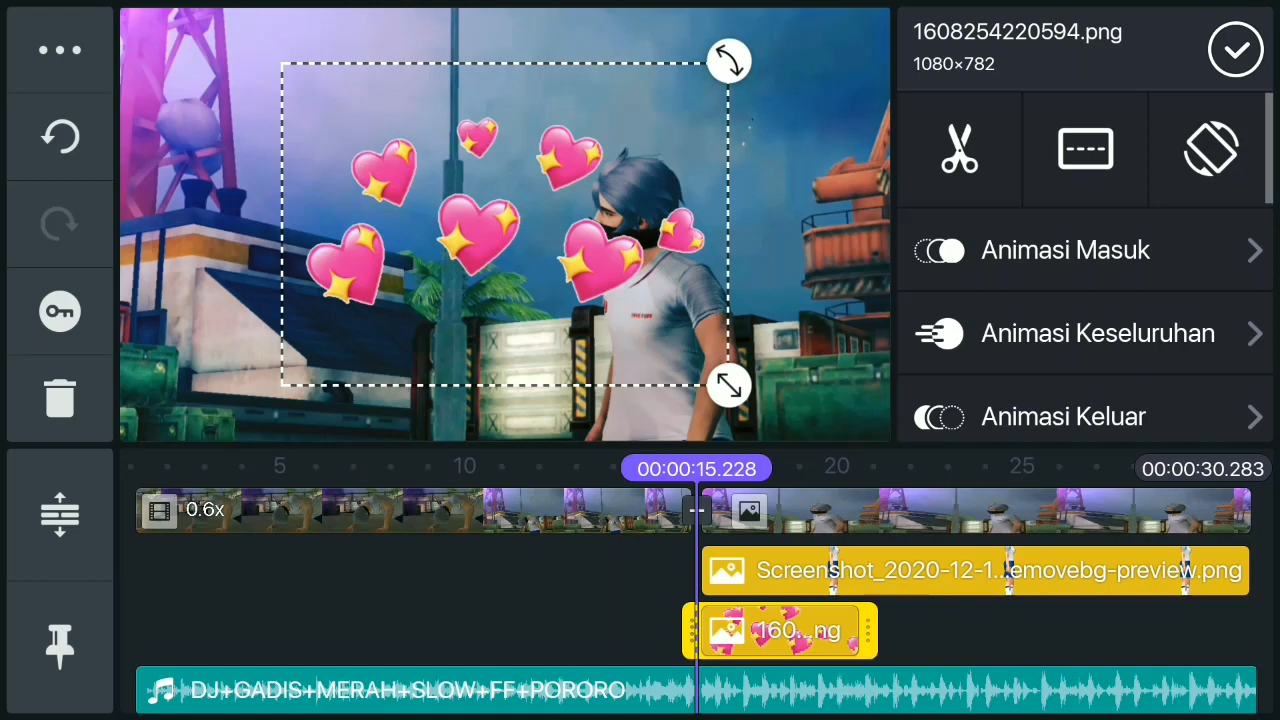 1608254220594.png
1080×782
Animasi Masuk
Animasi Keseluruhan
Animasi Keluar
5
10
00:00:15.228
20
25
00:00:30.283
0.6x
Screenshot_2020-12-1...emovebg-preview.png
160...ng
DJ+GADIS+MERAH+SLOW+FF+PORORO